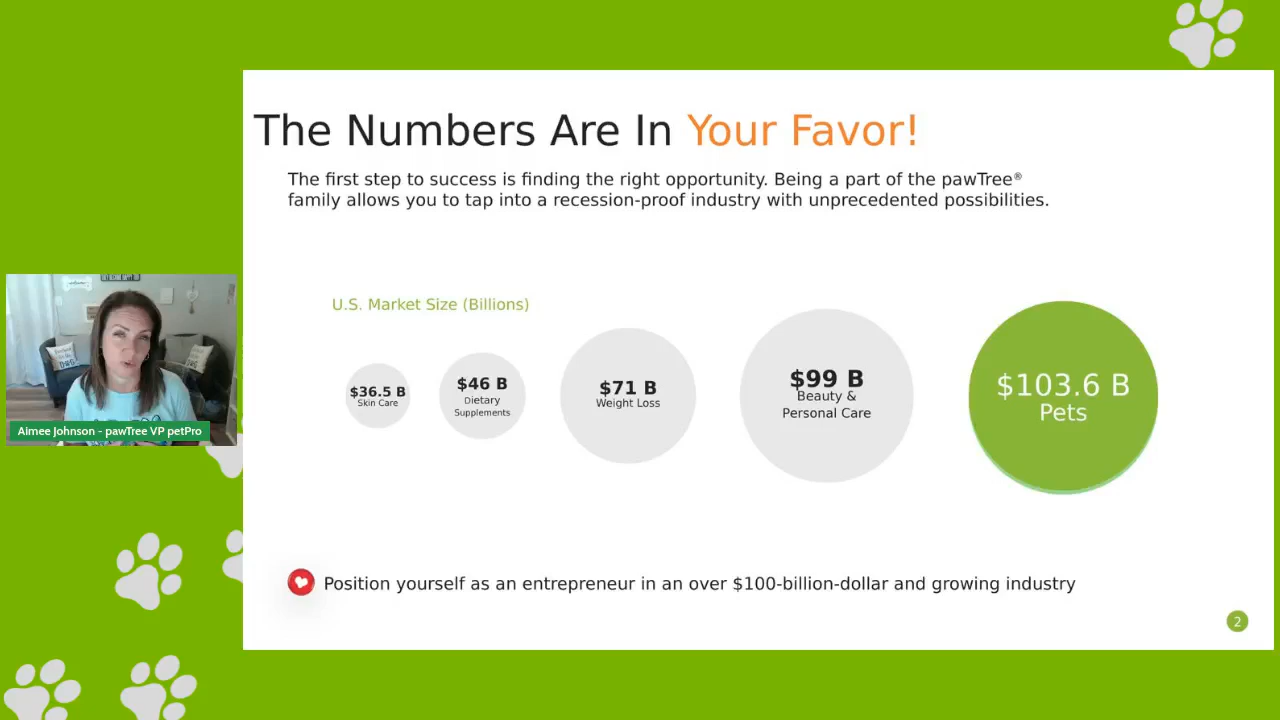 The Numbers Are In Your Favor!
The first step to success is finding the right opportunity. Being a part of the pawTree®
family allows you to tap into a recession-proof industry with unprecedented possibilities.
U.S. Market Size (Billions)
$36.5 B
Skin Care
$46 B
Dietary
Supplements
$71 B
Weight Loss
$99 B
Beauty &
Personal Care
$103.6 B
Pets
Aimee Johnson - pawTree VP petPro
Position yourself as an entrepreneur in an over $100-billion-dollar and growing industry
2